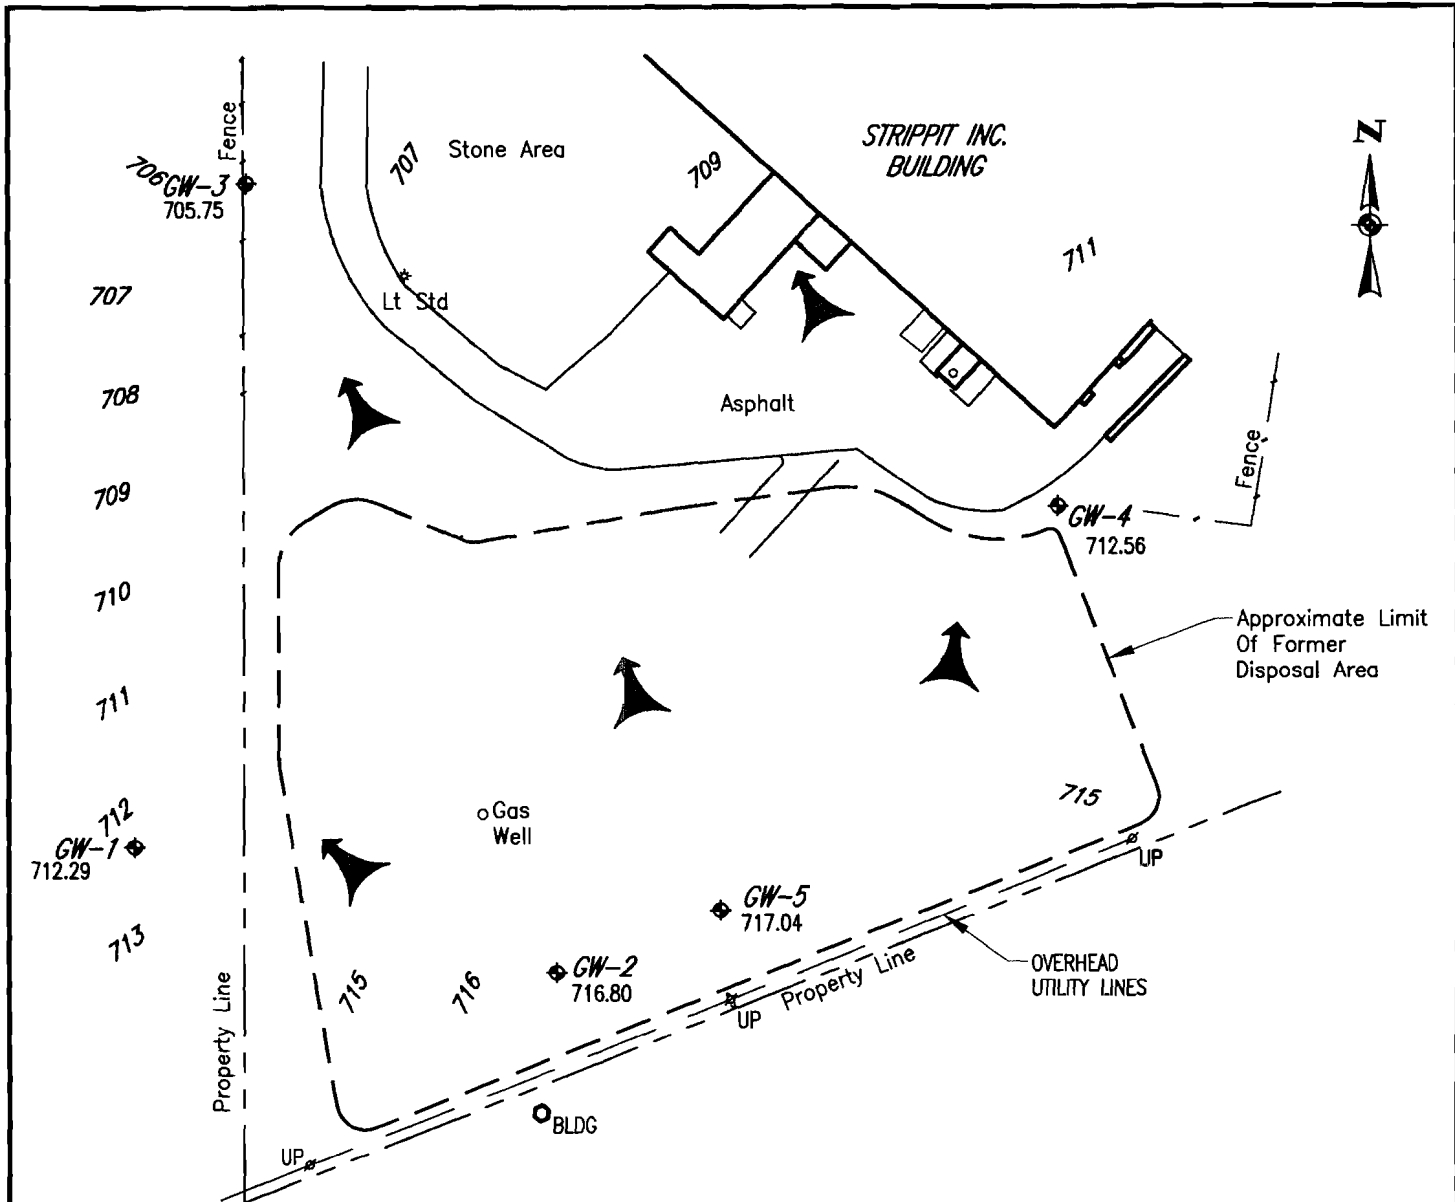 STRIPPIT INC.
BUILDING
N
Fence
Stone Area
707
709
706
GW-3
705.75
711
707
Lt Std
708
Asphalt
709
Fence
GW-4
712.56
710
Approximate Limit
Of Former
Disposal Area
711
712
GW-1
712.29
Gas
Well
715
UP
GW-5
717.04
713
715
716
GW-2
716.80
Property Line
OVERHEAD
UTILITY LINES
UP
Property Line
BLDG
UP